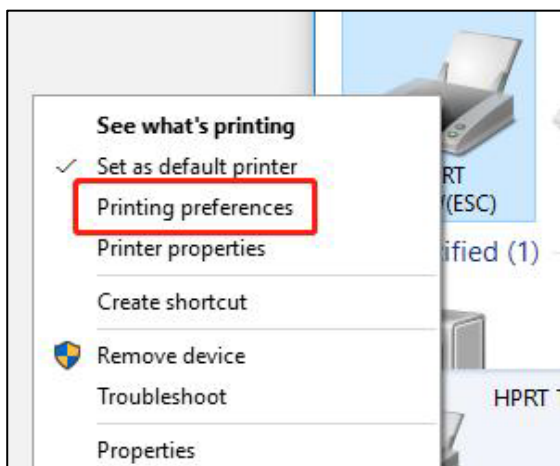 See what's printing
Set as default printer
Printing preferences
Printer properties
Create shortcut
Remove device
Troubleshoot
Properties
RT
(ESC)
ified (1)
HPRT